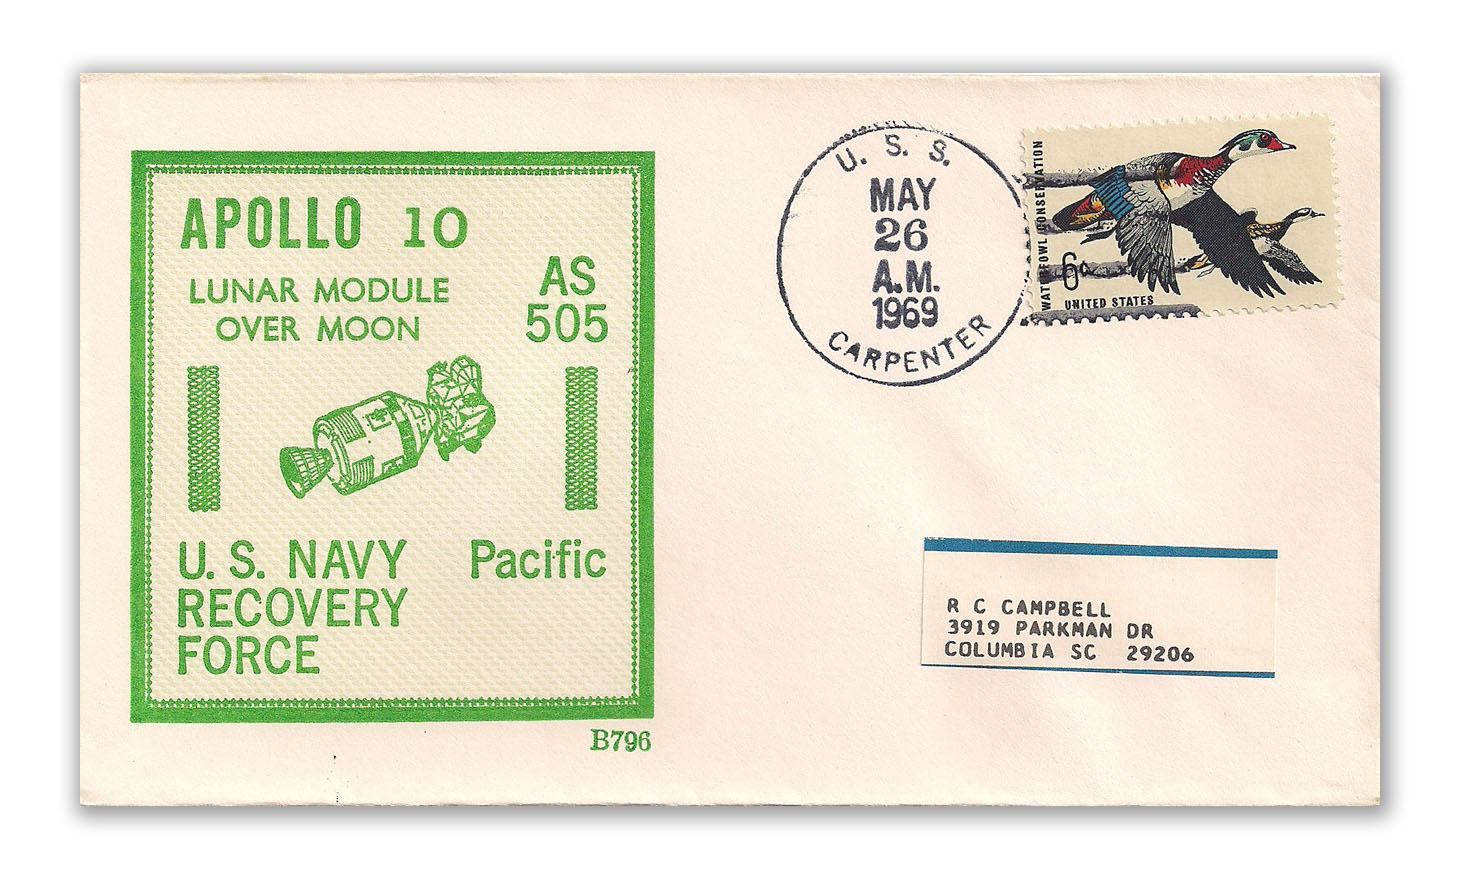 APOLLO 10
LUNAR MODULE
OVER MOON
AS
505
U.S. NAVY
RECOVERY
FORCE
Pacific
B796
U. S. S.
MAY
26
A.M.
1969
CARPENTER
WATERFOWL CONSERVATION
6c
UNITED STATES
R C CAMPBELL
3919 PARKMAN DR
COLUMBIA SC 29206